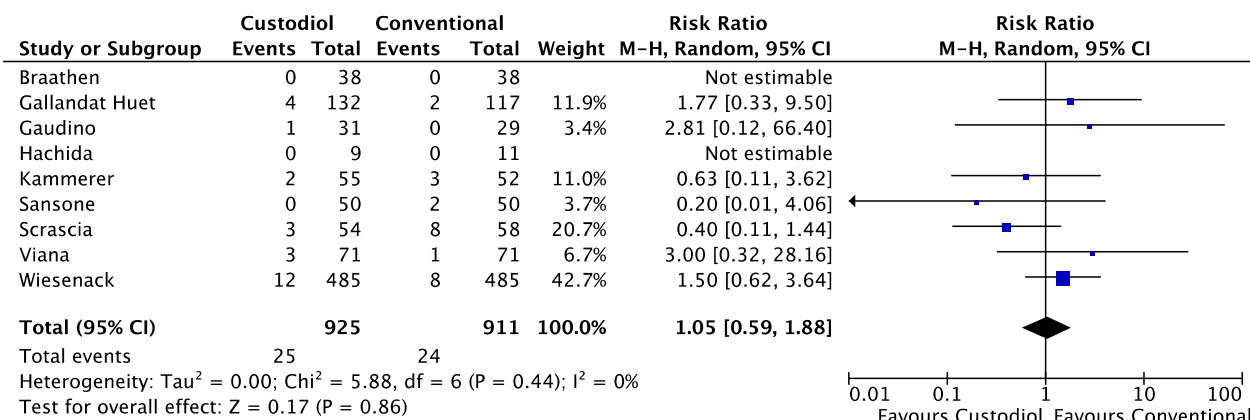 Custodiol Conventional Risk Ratio Risk Ratio
Study or Subgroup Events Total Events Total Weight M-H, Random, 95% CI M-H, Random, 95% CI
Braathen 0 38 0 38 Not estimable
Gallandat Huet 4 132 2 117 11.9% 1.77 [0.33, 9.50]
Gaudino 1 31 0 29 3.4% 2.81 [0.12, 66.40]
Hachida 0 9 0 11 Not estimable
Kammerer 2 55 3 52 11.0% 0.63 [0.11, 3.62]
Sansone 0 50 2 50 3.7% 0.20 [0.01, 4.06]
Scrascia 3 54 8 58 20.7% 0.40 [0.11, 1.44]
Viana 3 71 1 71 6.7% 3.00 [0.32, 28.16]
Wiesenack 12 485 8 485 42.7% 1.50 [0.62, 3.64]
Total (95% CI) 925 911 100.0% 1.05 [0.59, 1.88]
Total events 25 24
Heterogeneity: Tau² = 0.00; Chi² = 5.88, df = 6 (P = 0.44); I² = 0%
Test for overall effect: Z = 0.17 (P = 0.86)
0.01 0.1 1 10 100
Favours Custodiol Favours Conventional